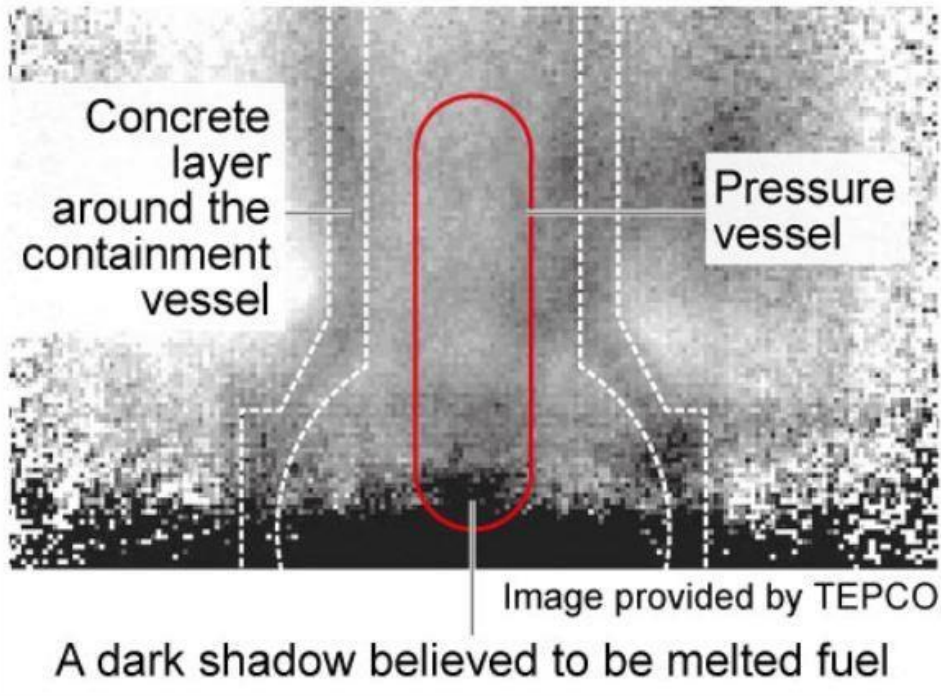 Concrete
layer
around the
containment
vessel
Pressure
vessel
Image provided by TEPCO
A dark shadow believed to be melted fuel